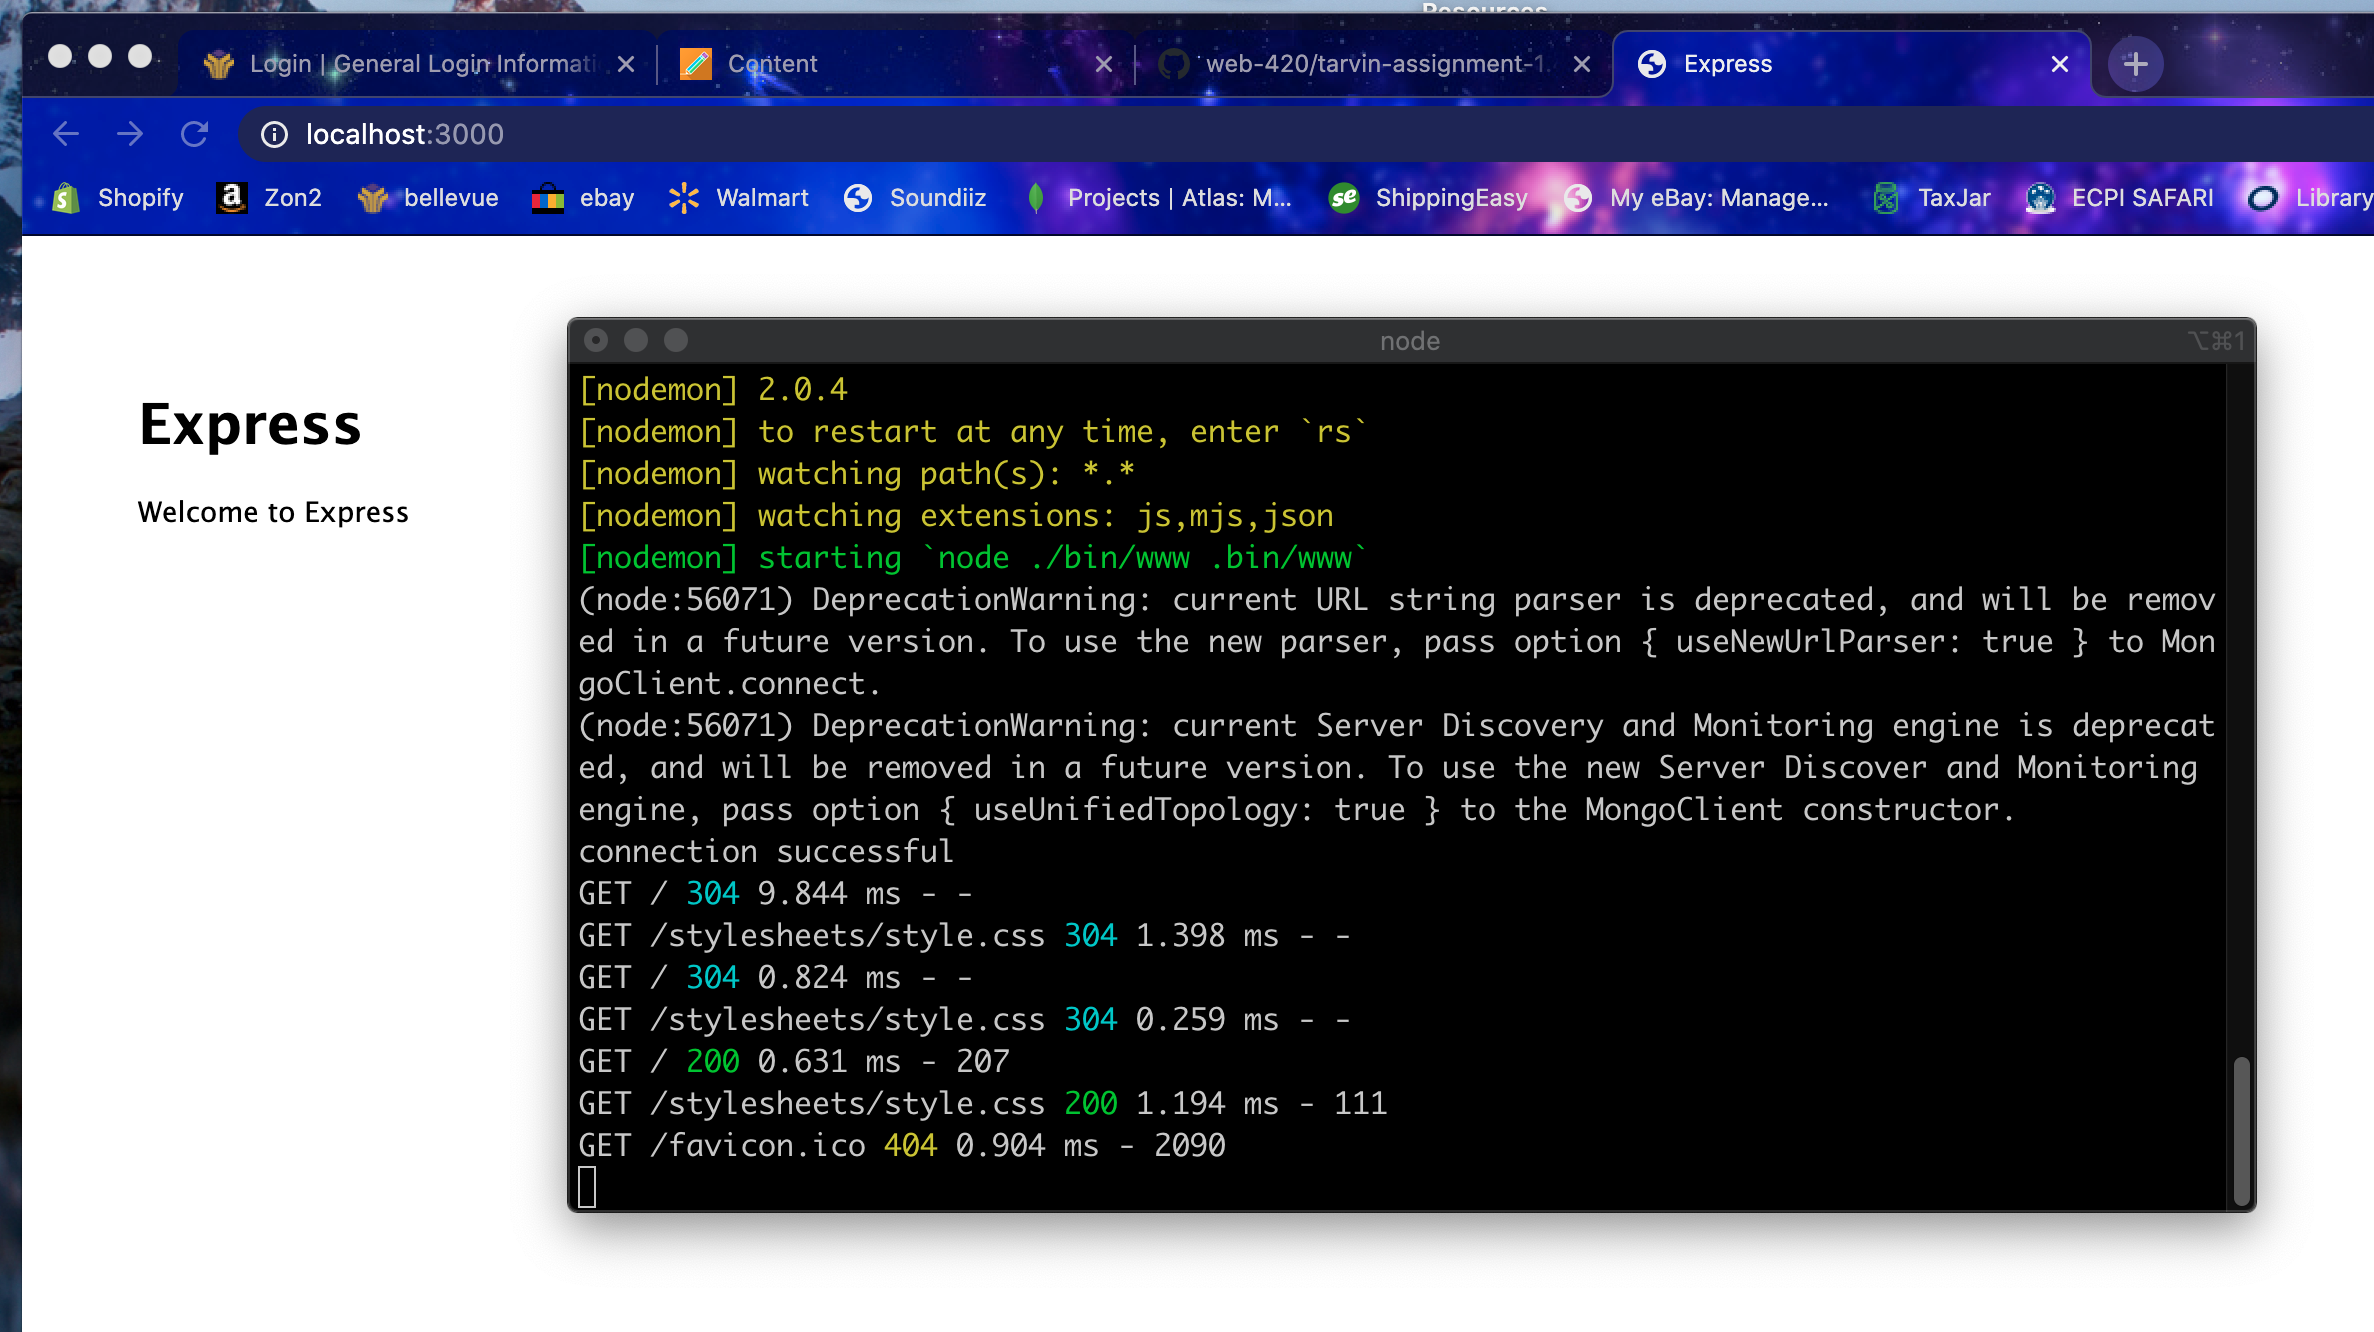 Resources
Login | General Login Informati
Content
web-420/tarvin-assignment-1.
Express
localhost:3000
Shopify
Zon2
bellevue
ebay
Walmart
Soundiiz
Projects | Atlas: M...
ShippingEasy
My eBay: Manage...
TaxJar
ECPI SAFARI
Library
Express
Welcome to Express
node
⌥⌘1
[nodemon] 2.0.4
[nodemon] to restart at any time, enter `rs`
[nodemon] watching path(s): *.*
[nodemon] watching extensions: js,mjs,json
[nodemon] starting `node ./bin/www .bin/www`
(node:56071) DeprecationWarning: current URL string parser is deprecated, and will be remov
ed in a future version. To use the new parser, pass option { useNewUrlParser: true } to Mon
goClient.connect.
(node:56071) DeprecationWarning: current Server Discovery and Monitoring engine is deprecat
ed, and will be removed in a future version. To use the new Server Discover and Monitoring
engine, pass option { useUnifiedTopology: true } to the MongoClient constructor.
connection successful
GET / 304 9.844 ms - -
GET /stylesheets/style.css 304 1.398 ms - -
GET / 304 0.824 ms - -
GET /stylesheets/style.css 304 0.259 ms - -
GET / 200 0.631 ms - 207
GET /stylesheets/style.css 200 1.194 ms - 111
GET /favicon.ico 404 0.904 ms - 2090